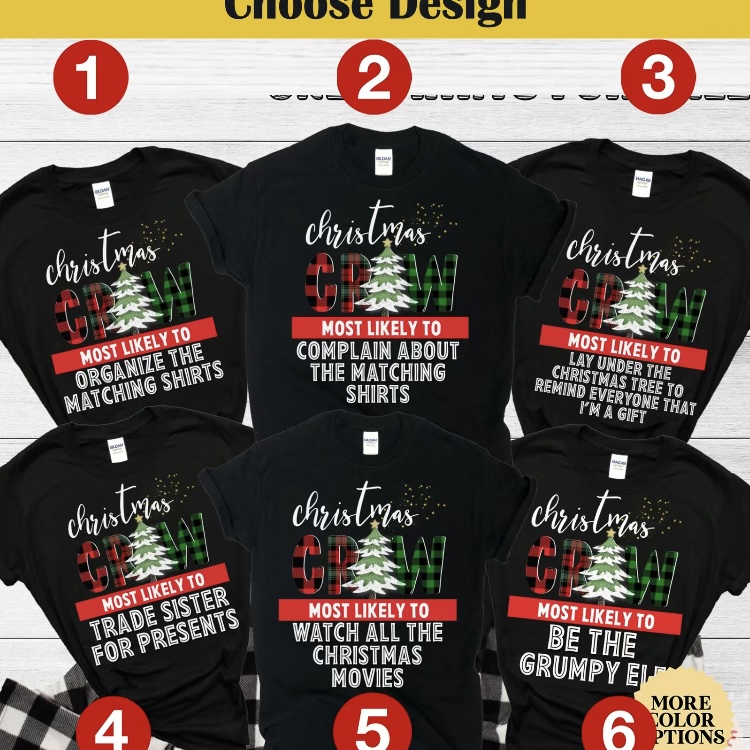 Choose Design
1
2
3
christmas
CREW
MOST LIKELY TO
ORGANIZE THE
MATCHING SHIRTS
christmas
CREW
MOST LIKELY TO
COMPLAIN ABOUT
THE MATCHING
SHIRTS
christmas
CREW
MOST LIKELY TO
LAY UNDER THE
CHRISTMAS TREE TO
REMIND EVERYONE THAT
I'M A GIFT
christmas
CREW
MOST LIKELY TO
TRADE SISTER
FOR PRESENTS
christmas
CREW
MOST LIKELY TO
WATCH ALL THE
CHRISTMAS
MOVIES
christmas
CREW
MOST LIKELY TO
BE THE
GRUMPY
4
5
6
MORE
COLOR
OPTIONS